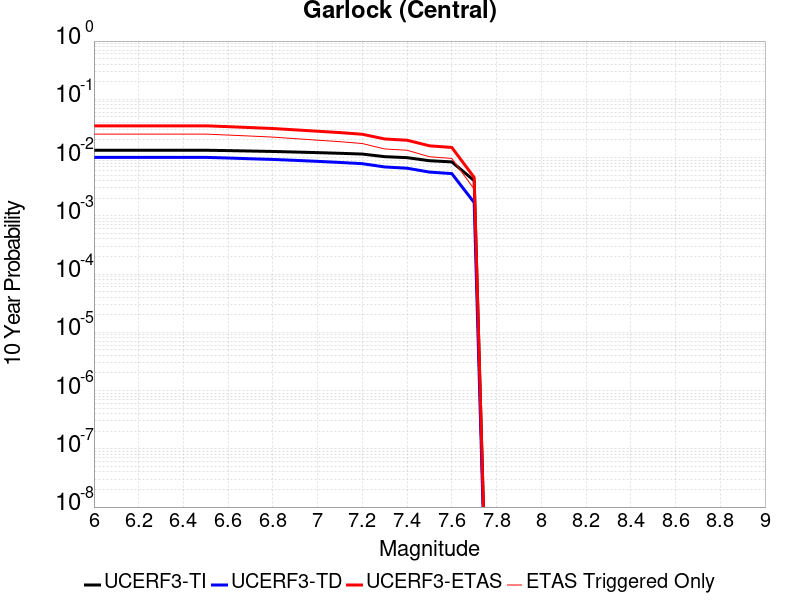 Garlock (Central)
10 Year Probability
10^0
10^-1
10^-2
10^-3
10^-4
10^-5
10^-6
10^-7
10^-8
6 6.2 6.4 6.6 6.8 7 7.2 7.4 7.6 7.8 8 8.2 8.4 8.6 8.8 9
Magnitude
UCERF3-TI UCERF3-TD UCERF3-ETAS ETAS Triggered Only